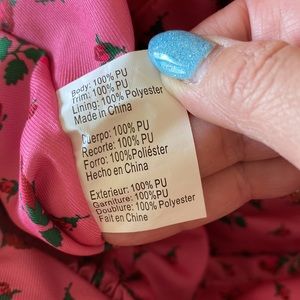 Body: 100% PU
Trim: 100% PU
Lining: 100% Polyester
Made in China
Cuerpo: 100% PU
Recorte: 100% PU
Forro: 100%Poliéster
Hecho en China
Exterieur: 100% PU
Garniture: 100% PU
Doublure: 100% Polyester
Fait en Chine